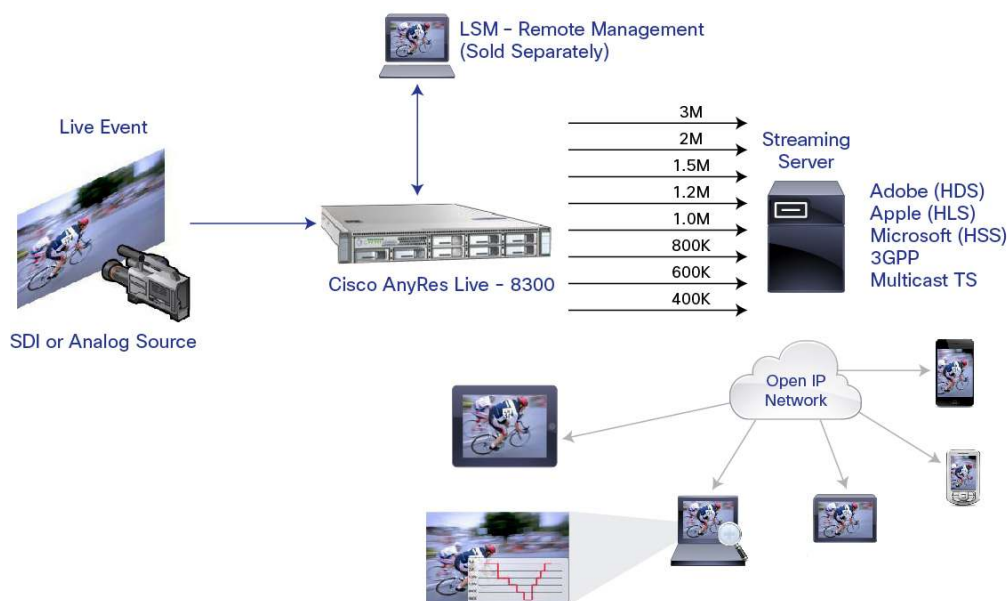 LSM – Remote Management
(Sold Separately)
Live Event
SDI or Analog Source
Cisco AnyRes Live – 8300
3M
2M
1.5M
1.2M
1.0M
800K
600K
400K
Streaming
Server
Adobe (HDS)
Apple (HLS)
Microsoft (HSS)
3GPP
Multicast TS
Open IP
Network